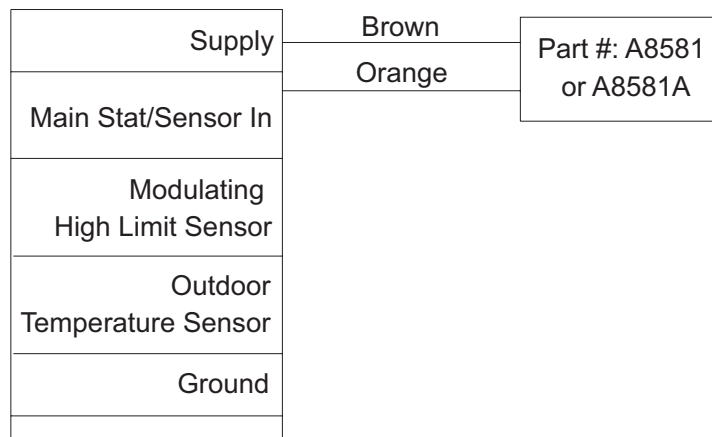 Supply
Brown
Part #: A8581
or A8581A
Orange
Main Stat/Sensor In
Modulating
High Limit Sensor
Outdoor
Temperature Sensor
Ground